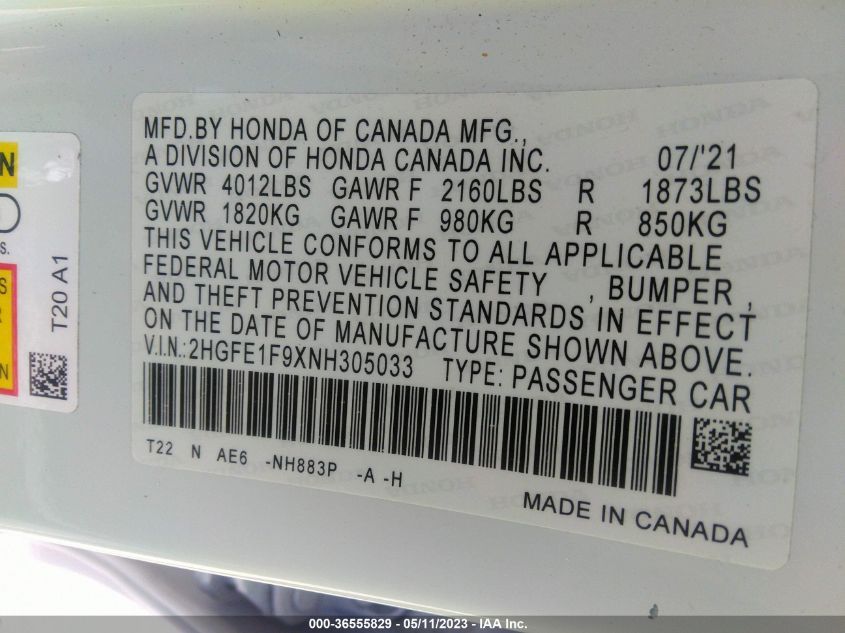 MFD.BY HONDA OF CANADA MFG.,
A DIVISION OF HONDA CANADA INC. 07/'21
GVWR 4012LBS GAWR F 2160LBS R 1873LBS
GVWR 1820KG GAWR F 980KG R 850KG
THIS VEHICLE CONFORMS TO ALL APPLICABLE
FEDERAL MOTOR VEHICLE SAFETY , BUMPER ,
AND THEFT PREVENTION STANDARDS IN EFFECT
ON THE DATE OF MANUFACTURE SHOWN ABOVE.
V.I.N.:2HGFE1F9XNH305033 TYPE: PASSENGER CAR
T22 N AE6 -NH883P -A -H
MADE IN CANADA
T20 A1
000-36555829 - 05/11/2023 - IAA Inc.